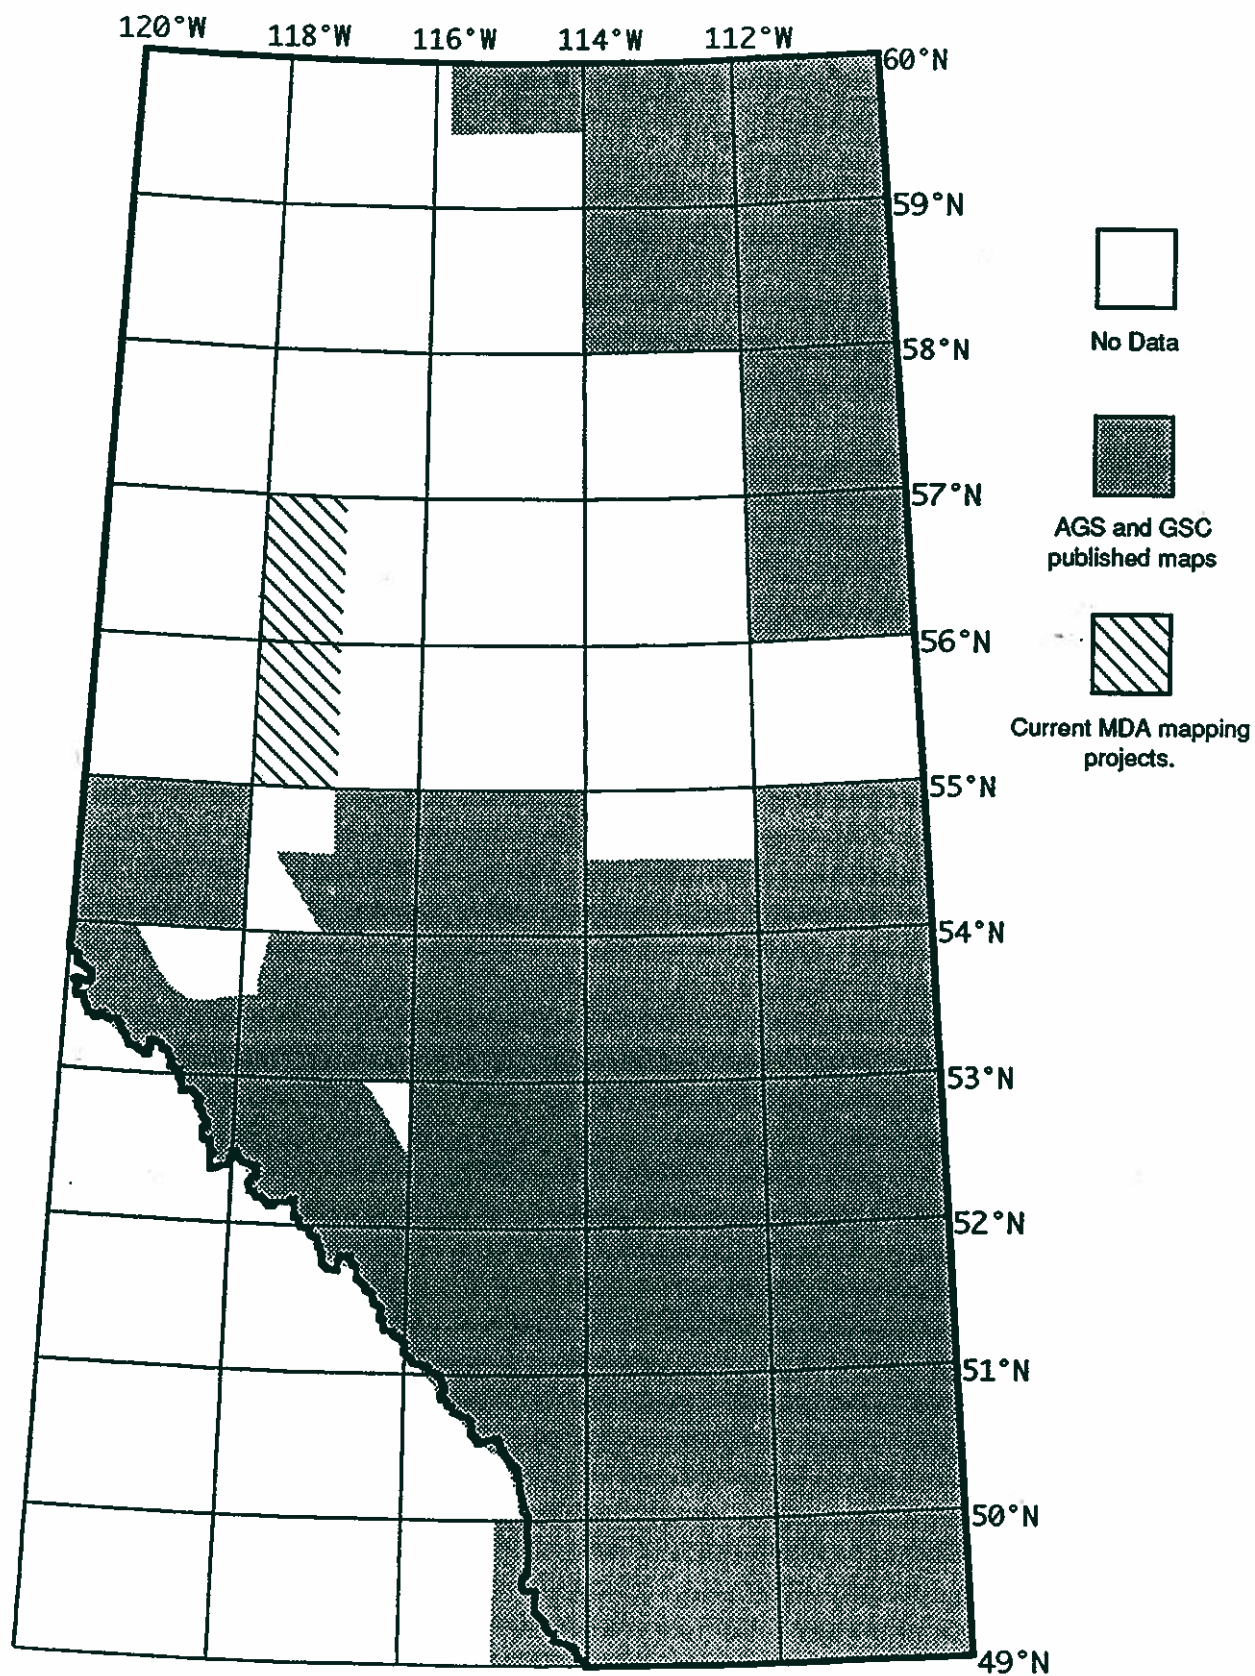 120°W 118°W 116°W 114°W 112°W
60°N
59°N
58°N
57°N
56°N
55°N
54°N
53°N
52°N
51°N
50°N
49°N
No Data
AGS and GSC
published maps
Current MDA mapping
projects.